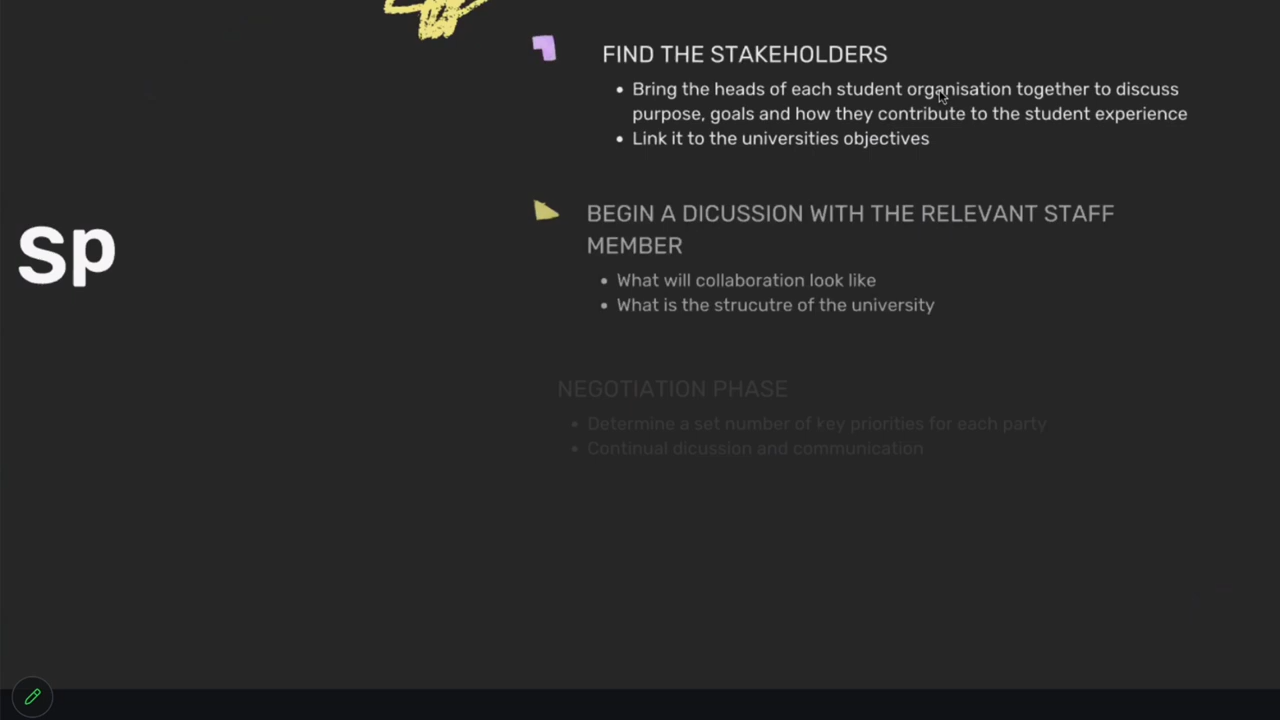 FIND THE STAKEHOLDERS
• Bring the heads of each student organisation together to discuss
purpose, goals and how they contribute to the student experience
• Link it to the universities objectives
Sp
BEGIN A DICUSSION WITH THE RELEVANT STAFF
MEMBER
• What will collaboration look like
• What is the strucutre of the university
NEGOTIATION PHASE
• Determine a set number of key priorities for each party
• Continual dicussion and communication